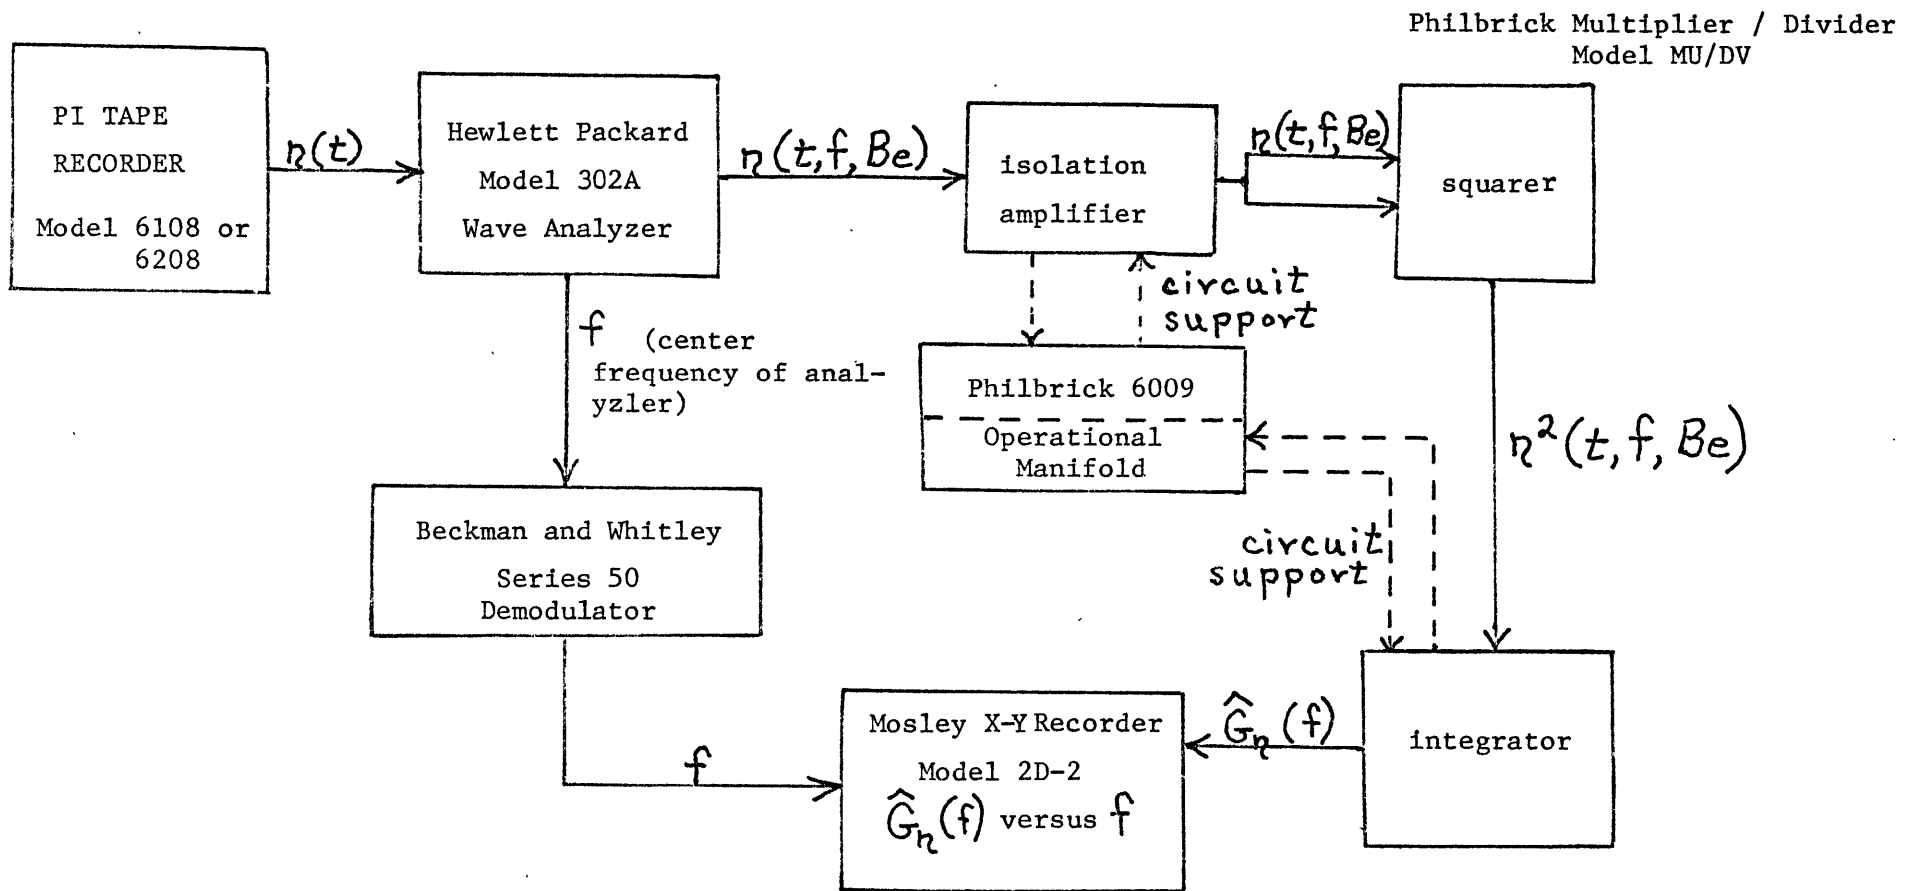 Philbrick Multiplier / Divider
Model MU/DV
PI TAPE
RECORDER
Model 6108 or
6208
η(t)
Hewlett Packard
Model 302A
Wave Analyzer
η(t,f,Be)
isolation
amplifier
η(t,f,Be)
squarer
circuit
support
f (center
frequency of anal-
yzler)
Philbrick 6009
Operational
Manifold
η²(t,f,Be)
Beckman and Whitley
Series 50
Demodulator
circuit
support
f
Mosley X-Y Recorder
Model 2D-2
Ĝη(f) versus f
Ĝη(f)
integrator